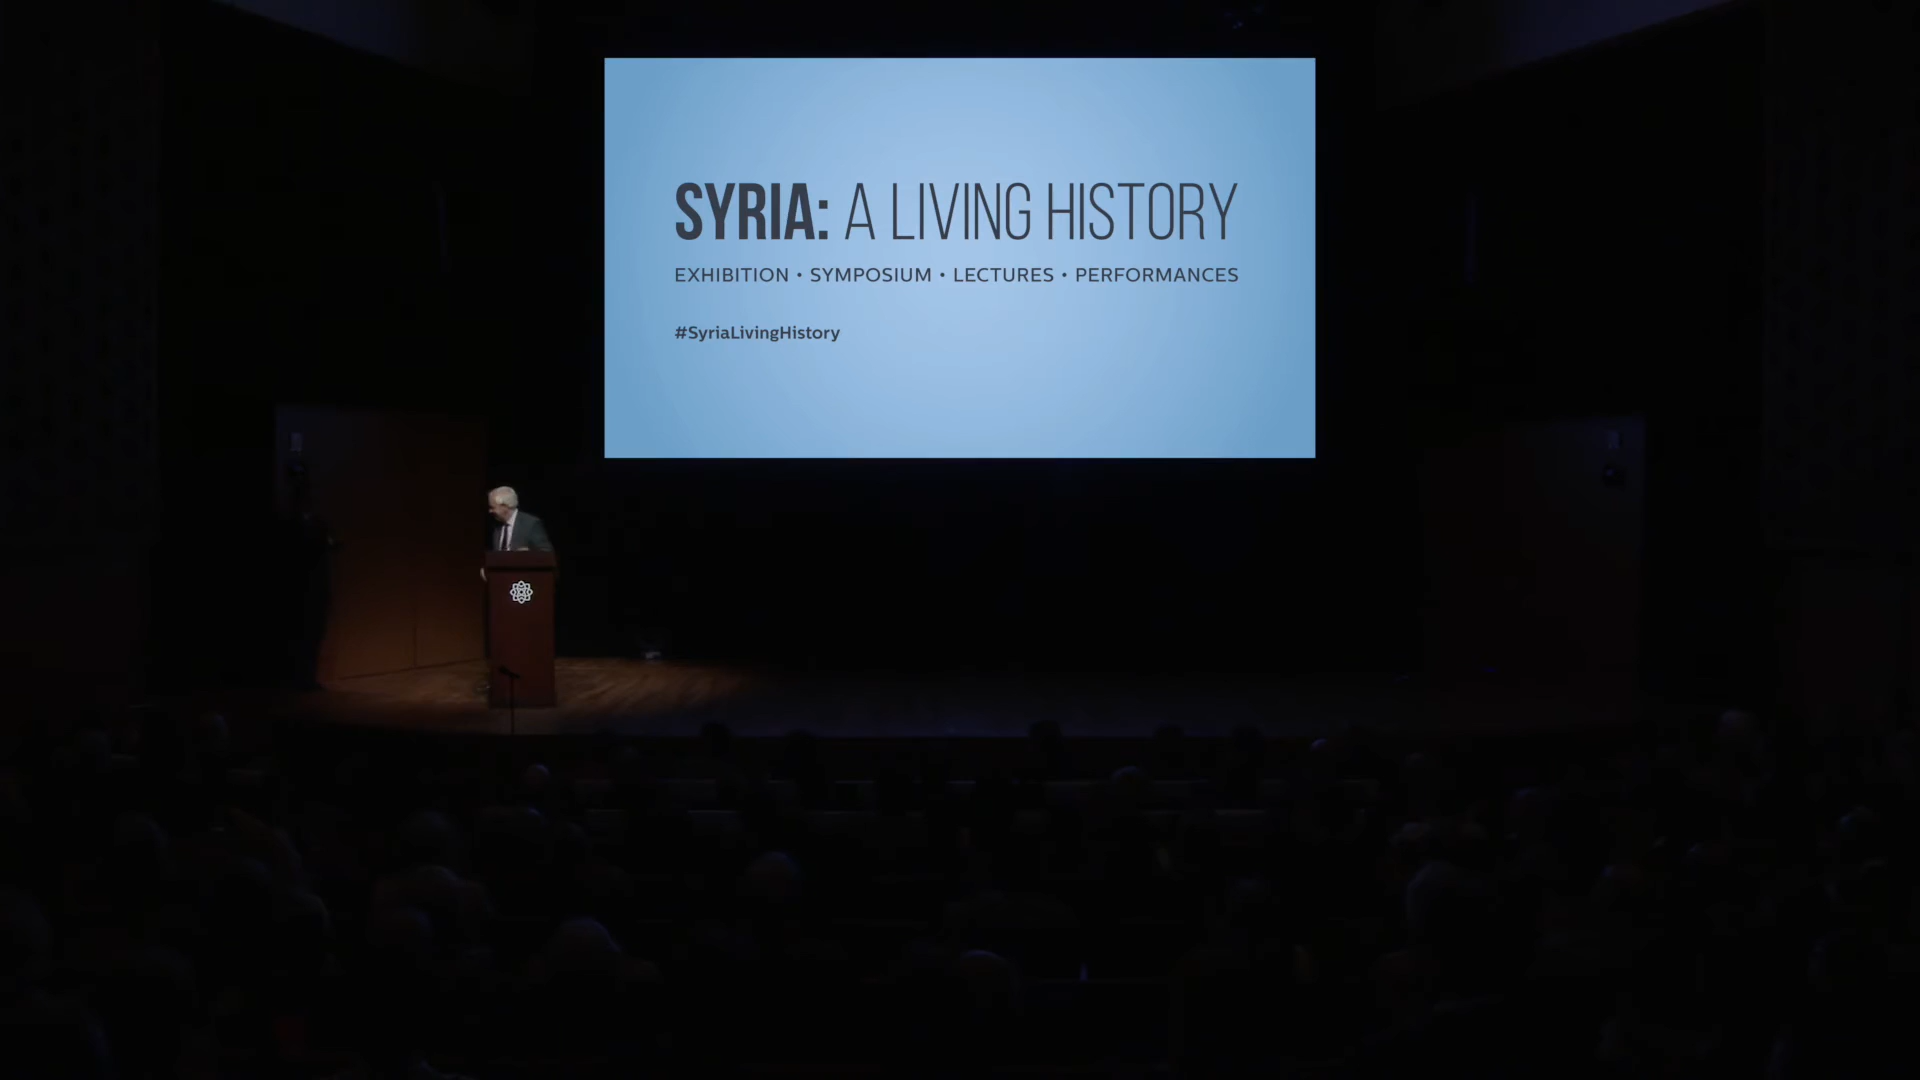 SYRIA: A LIVING HISTORY
EXHIBITION • SYMPOSIUM • LECTURES • PERFORMANCES
#SyriaLivingHistory